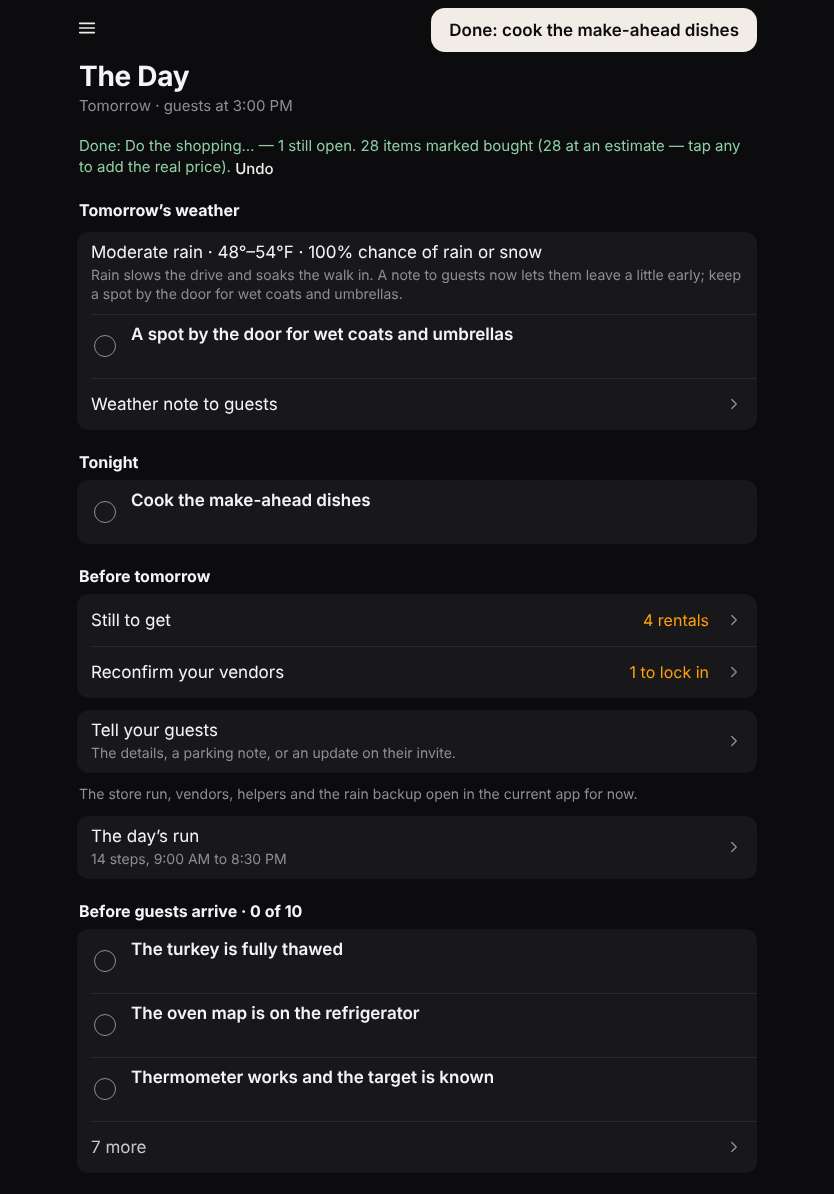 Done: cook the make-ahead dishes
The Day
Tomorrow · guests at 3:00 PM
Done: Do the shopping... — 1 still open. 28 items marked bought (28 at an estimate — tap any
to add the real price). Undo
Tomorrow’s weather
Moderate rain · 48°–54°F · 100% chance of rain or snow
Rain slows the drive and soaks the walk in. A note to guests now lets them leave a little early; keep
a spot by the door for wet coats and umbrellas.
A spot by the door for wet coats and umbrellas
Weather note to guests
Tonight
Cook the make-ahead dishes
Before tomorrow
Still to get 4 rentals
Reconfirm your vendors 1 to lock in
Tell your guests
The details, a parking note, or an update on their invite.
The store run, vendors, helpers and the rain backup open in the current app for now.
The day’s run
14 steps, 9:00 AM to 8:30 PM
Before guests arrive · 0 of 10
The turkey is fully thawed
The oven map is on the refrigerator
Thermometer works and the target is known
7 more